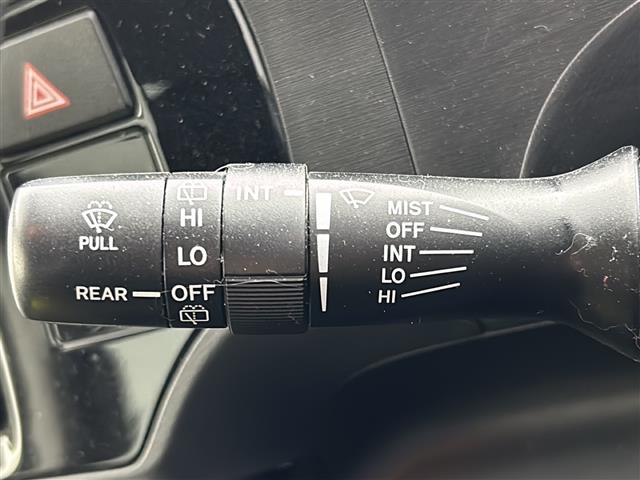 PULL
REAR
HI
LO
OFF
INT
MIST
OFF
INT
LO
HI